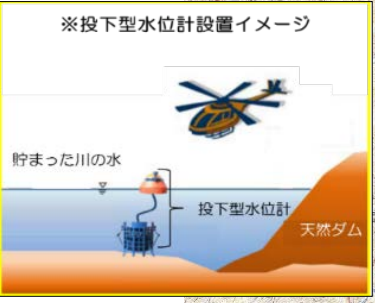 ※投下型水位計設置イメージ
貯まった川の水
投下型水位計
天然ダム